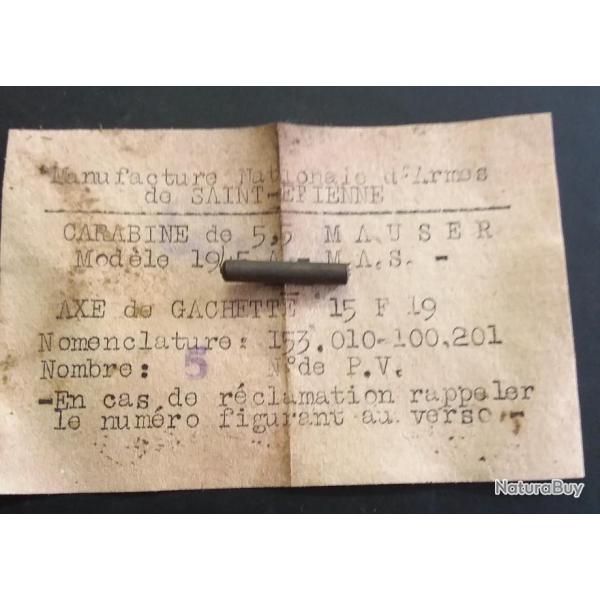 Manufacture Nationale d'Armes
de SAINT-ETIENNE
CARABINE de 5,5 MAUSER
Modèle 1945 A M.A.S. -
AXE de GACHETTE 15 F 19
Nomenclature: 153.010-100.201
Nombre: 5 N°de P.V.
-En cas de réclamation rappeler
le numéro figurant au verso.-
NaturaBuy